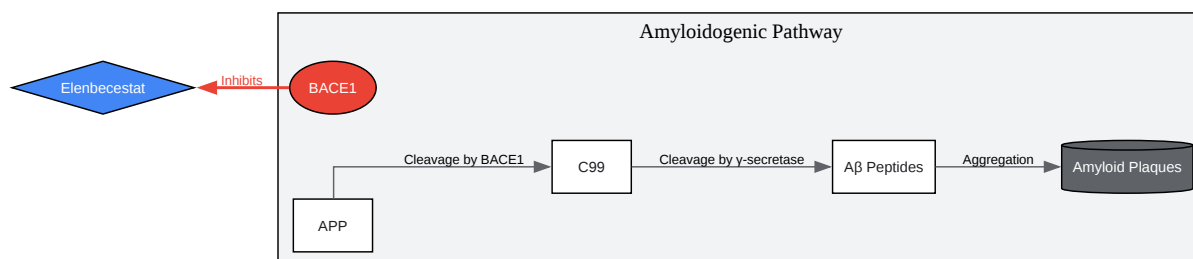 Amyloidogenic Pathway
Elenbecestat
Inhibits
BACE1
Cleavage by BACE1
C99
Cleavage by γ-secretase
Aβ Peptides
Aggregation
Amyloid Plaques
APP